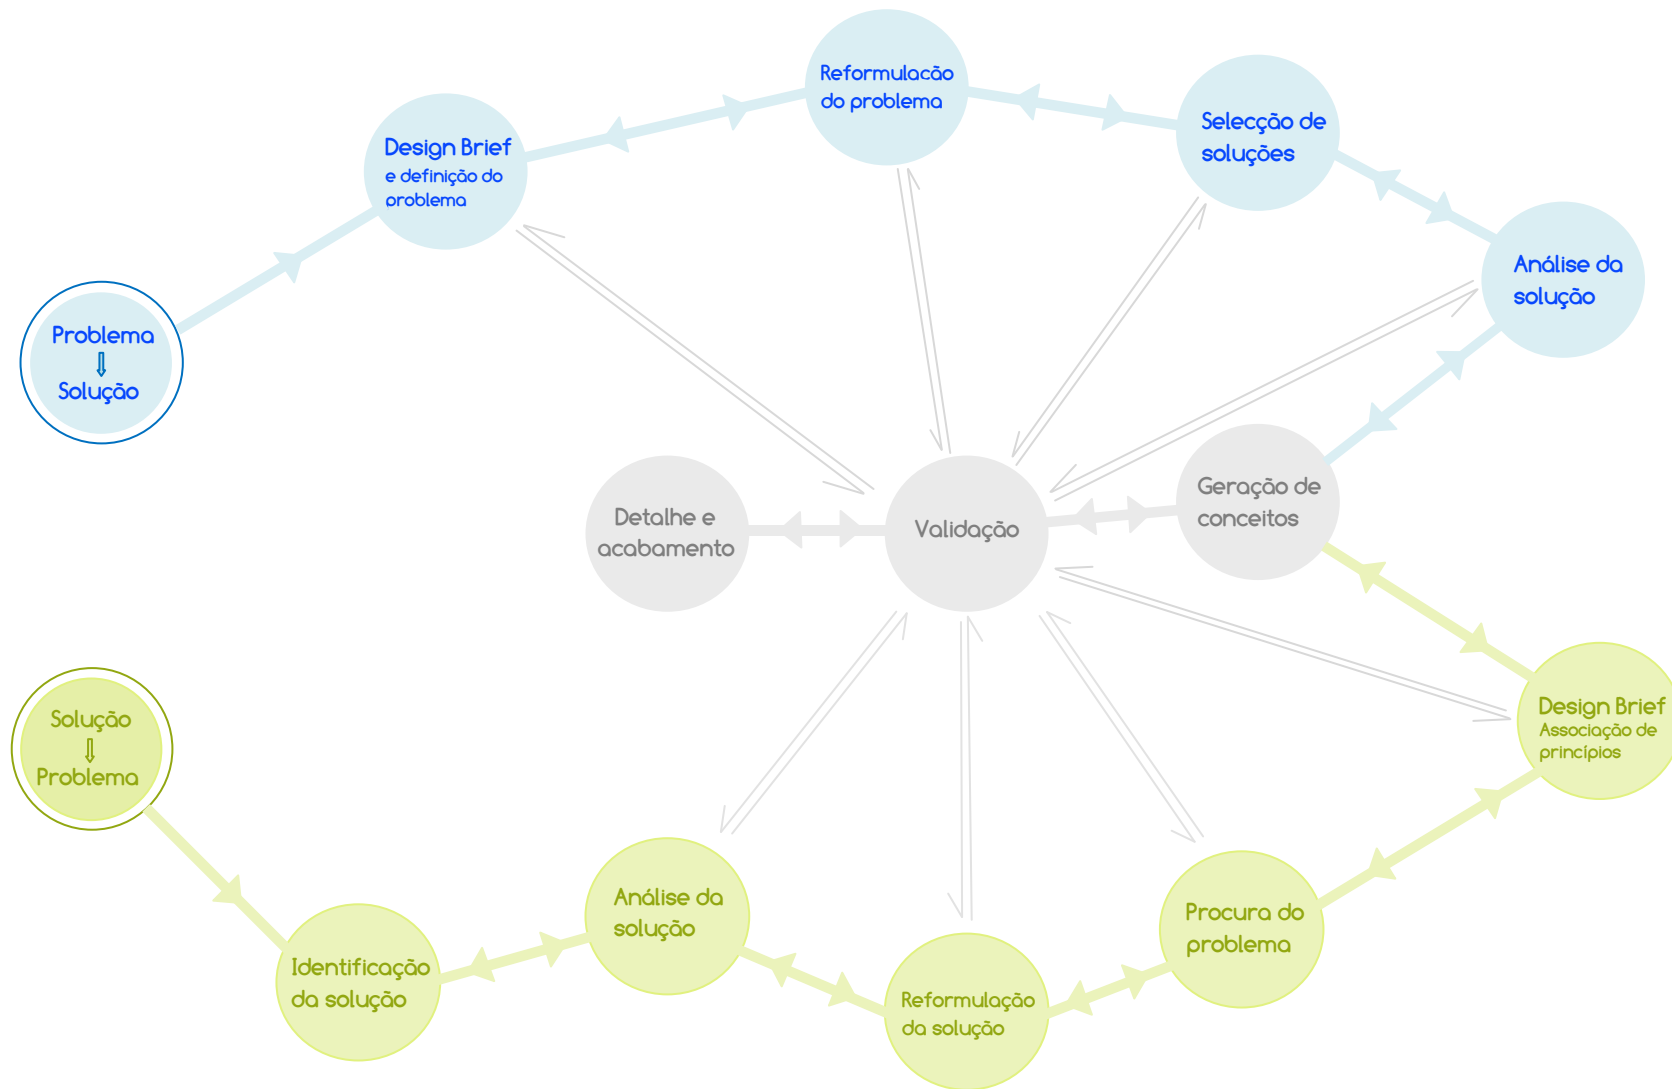 Reformulacão
do problema
Selecção de
soluções
Design Brief
e definição do
problema
Análise da
solução
Problema
⇓
Solução
Geração de
conceitos
Detalhe e
acabamento
Validação
Solução
⇓
Problema
Design Brief
Associação de
princípios
Análise da
solução
Procura do
problema
Identificação
da solução
Reformulação
da solução